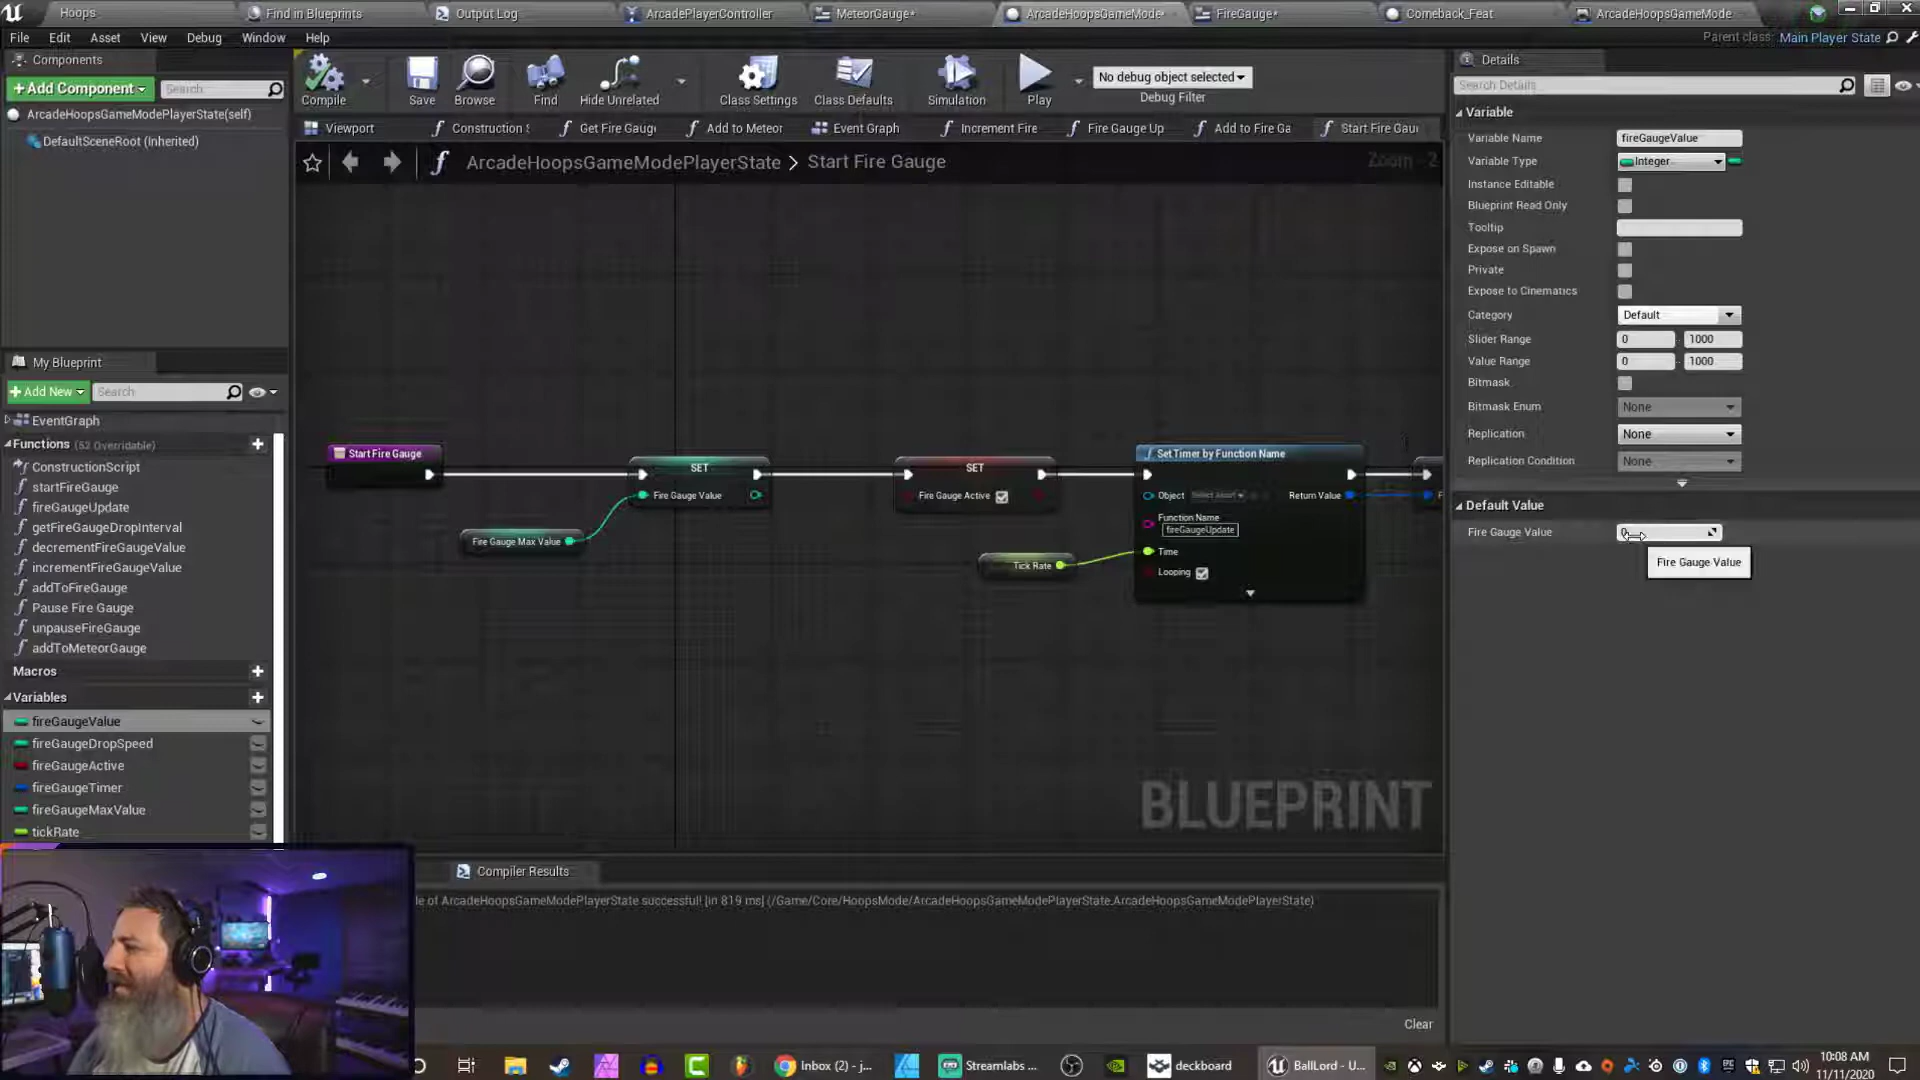 Hoops
Find in Blueprints
Output Log
ArcadePlayerController
MeteorGauge*
ArcadeHoopsGameMode*
FireGauge*
Comeback_Feat
ArcadeHoopsGameMode
File Edit Asset View Debug Window Help
Parent class: Main Player State
Components
+Add Component
Search
ArcadeHoopsGameModePlayerState(self)
DefaultSceneRoot (Inherited)
Compile
Save
Browse
Find
Hide Unrelated
Class Settings
Class Defaults
Simulation
Play
No debug object selected
Debug Filter
Viewport
Construction S
Get Fire Gaug
Add to Meteor
Event Graph
Increment Fire
Fire Gauge Up
Add to Fire Ga
Start Fire Gau
ArcadeHoopsGameModePlayerState > Start Fire Gauge
Zoom -2
My Blueprint
+Add New
Search
EventGraph
Functions (52 Overridable)
ConstructionScript
startFireGauge
fireGaugeUpdate
getFireGaugeDropInterval
decrementFireGaugeValue
incrementFireGaugeValue
addToFireGauge
Pause Fire Gauge
unpauseFireGauge
addToMeteorGauge
Macros
Variables
fireGaugeValue
fireGaugeDropSpeed
fireGaugeActive
fireGaugeTimer
fireGaugeMaxValue
tickRate
Start Fire Gauge
SET
Fire Gauge Value
Fire Gauge Max Value
SET
Fire Gauge Active
Tick Rate
Set Timer by Function Name
Object
Select Asset
Return Value
Function Name
fireGaugeUpdate
Time
Looping
BLUEPRINT
Compiler Results
le of ArcadeHoopsGameModePlayerState successful! [in 819 ms] (/Game/Core/HoopsMode/ArcadeHoopsGameModePlayerState.ArcadeHoopsGameModePlayerState)
Clear
Details
Search Details
Variable
Variable Name fireGaugeValue
Variable Type Integer
Instance Editable
Blueprint Read Only
Tooltip
Expose on Spawn
Private
Expose to Cinematics
Category Default
Slider Range 0 1000
Value Range 0 1000
Bitmask
Bitmask Enum None
Replication None
Replication Condition None
Default Value
Fire Gauge Value 0
Fire Gauge Value
Inbox (2) - j...
Streamlabs ...
deckboard
BallLord - U...
10:08 AM
11/11/2020